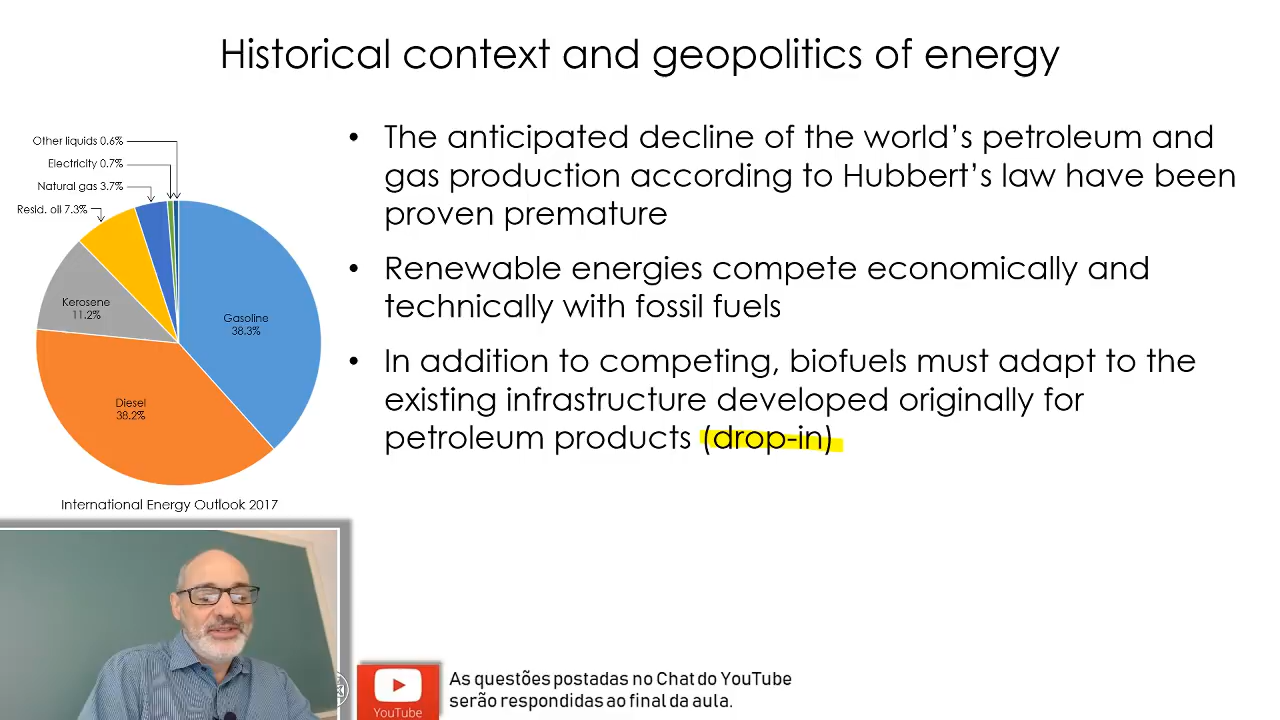 Historical context and geopolitics of energy
Other liquids 0.6%
Electricity 0.7%
Natural gas 3.7%
Resid. oil 7.3%
Kerosene
11.2%
Gasoline
38.3%
Diesel
38.2%
International Energy Outlook 2017
• The anticipated decline of the world’s petroleum and
gas production according to Hubbert’s law have been
proven premature
• Renewable energies compete economically and
technically with fossil fuels
• In addition to competing, biofuels must adapt to the
existing infrastructure developed originally for
petroleum products (drop-in)
YouTube
As questões postadas no Chat do YouTube
serão respondidas ao final da aula.